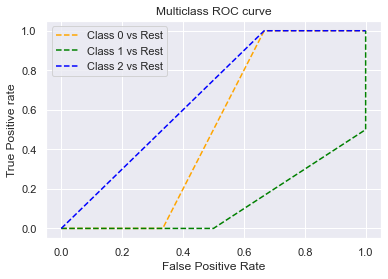 Multiclass ROC curve
1.0
0.8
0.6
0.4
0.2
0.0
True Positive rate
Class 0 vs Rest
Class 1 vs Rest
Class 2 vs Rest
0.0 0.2 0.4 0.6 0.8 1.0
False Positive Rate